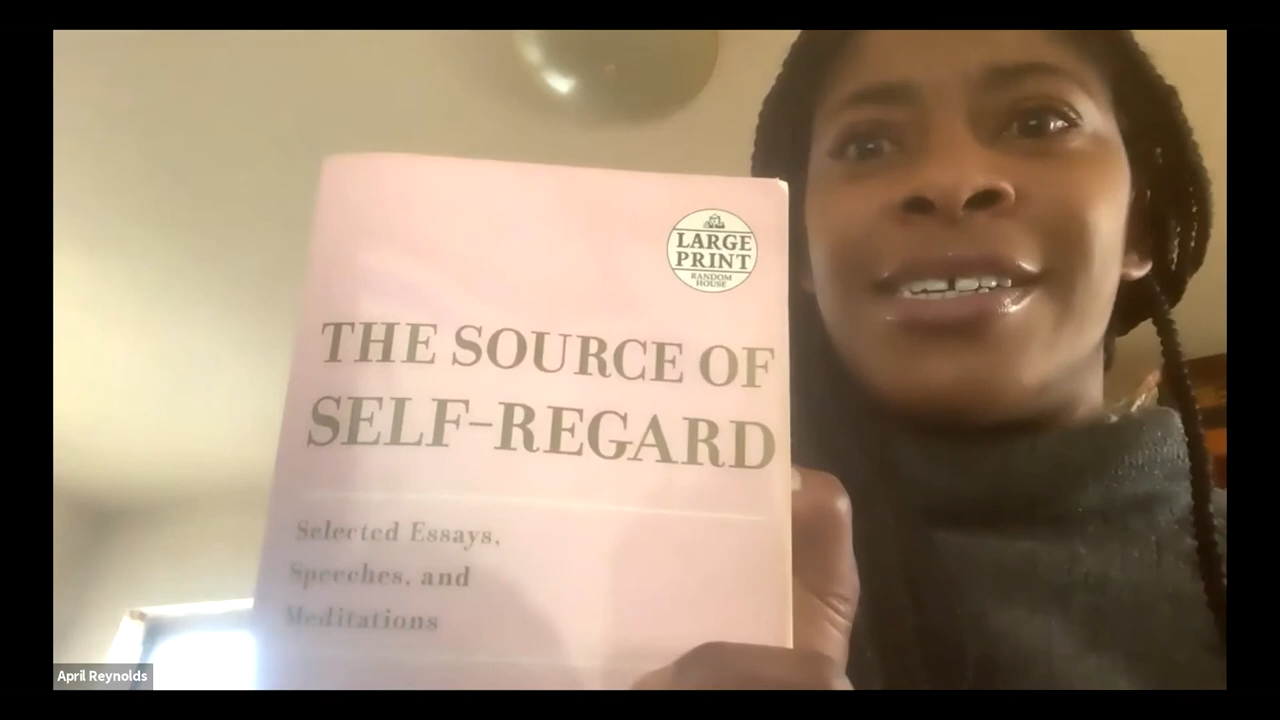 LARGE
PRINT
RANDOM
HOUSE
THE SOURCE OF
SELF-REGARD
Selected Essays,
Speeches, and
Meditations
April Reynolds